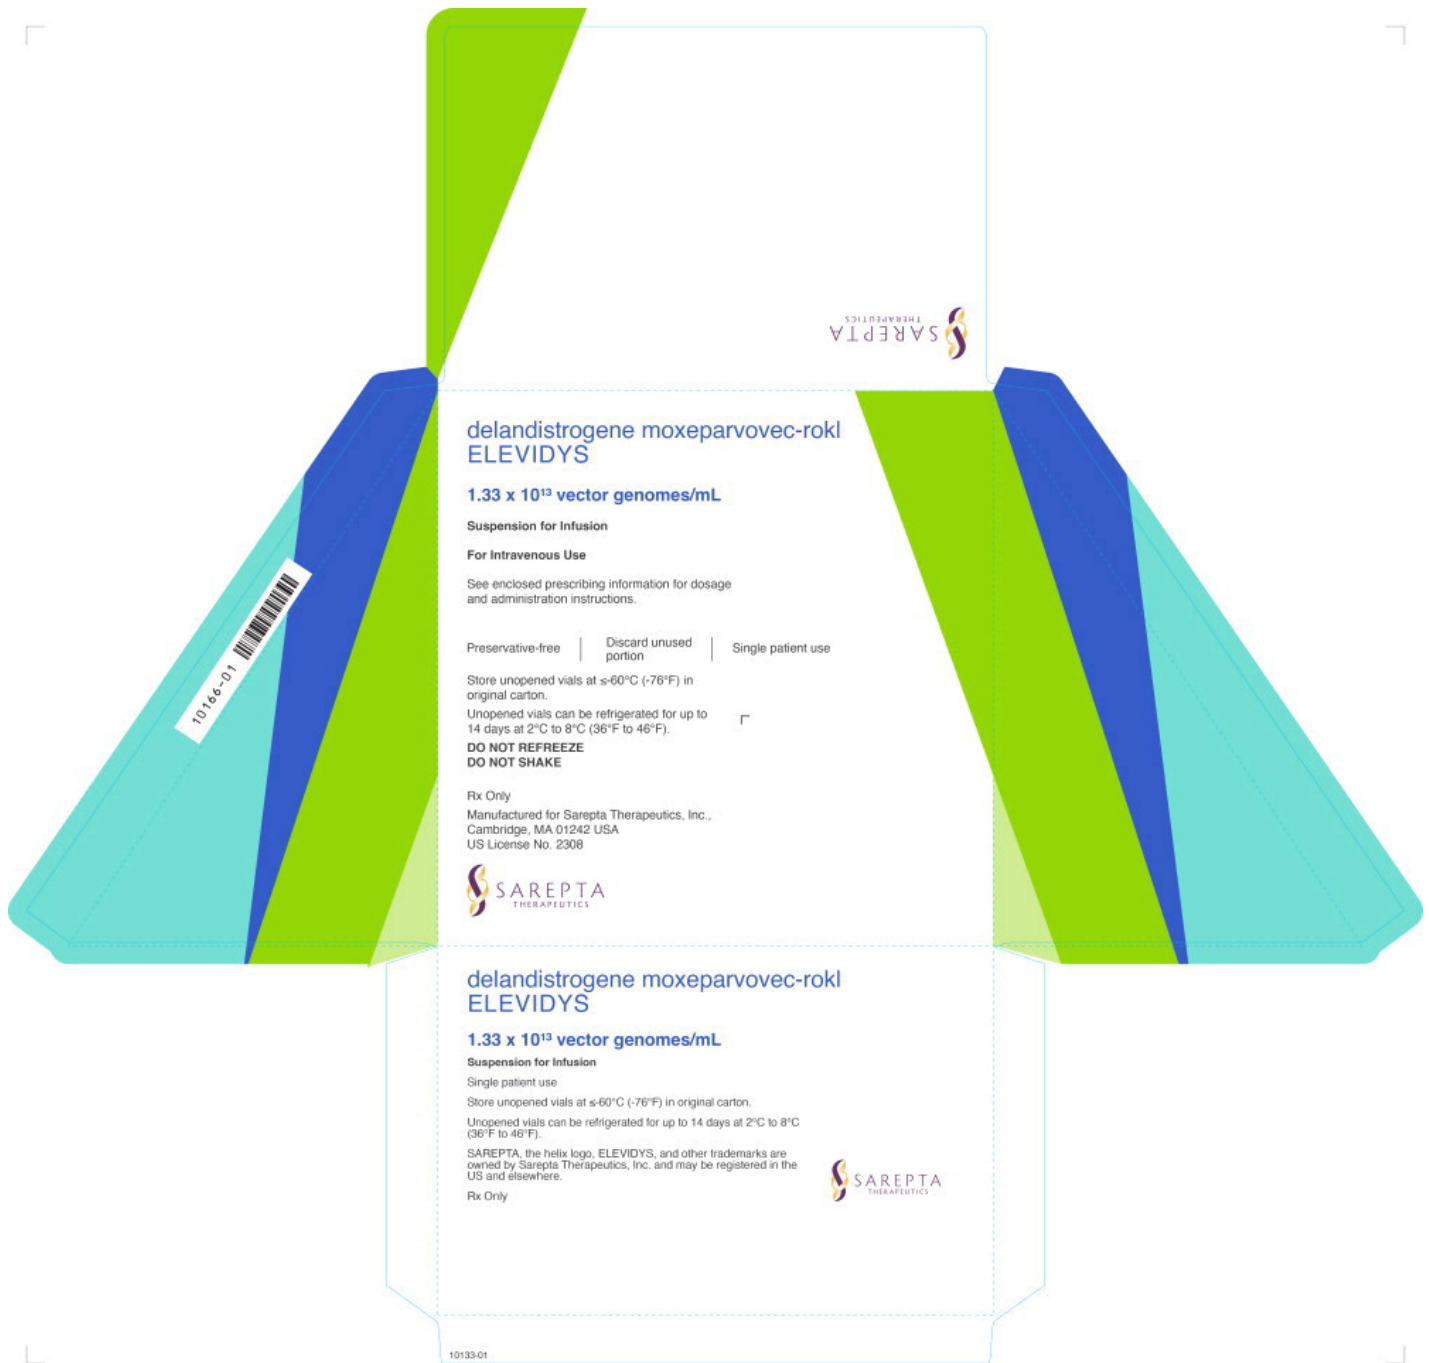 SAREPTA
THERAPEUTICS
delandistrogene moxeparvovec-rokl
ELEVIDYS
1.33 x 10¹³ vector genomes/mL
Suspension for Infusion
For Intravenous Use
See enclosed prescribing information for dosage
and administration instructions.
Preservative-free
Discard unused
portion
Single patient use
Store unopened vials at ≤-60°C (-76°F) in
original carton.
Unopened vials can be refrigerated for up to
14 days at 2°C to 8°C (36°F to 46°F).
DO NOT REFREEZE
DO NOT SHAKE
Rx Only
Manufactured for Sarepta Therapeutics, Inc.,
Cambridge, MA 01242 USA
US License No. 2308
SAREPTA
THERAPEUTICS
10166-01
delandistrogene moxeparvovec-rokl
ELEVIDYS
1.33 x 10¹³ vector genomes/mL
Suspension for Infusion
Single patient use
Store unopened vials at ≤-60°C (-76°F) in original carton.
Unopened vials can be refrigerated for up to 14 days at 2°C to 8°C
(36°F to 46°F).
SAREPTA, the helix logo, ELEVIDYS, and other trademarks are
owned by Sarepta Therapeutics, Inc. and may be registered in the
US and elsewhere.
Rx Only
SAREPTA
THERAPEUTICS
10133-01